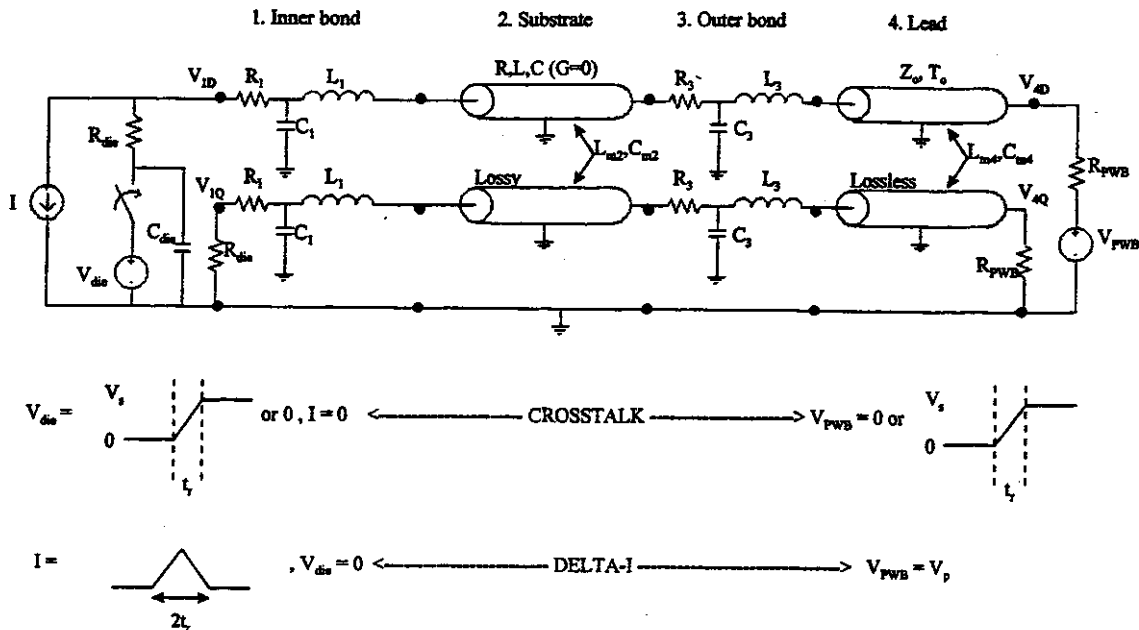 1. Inner bond 2. Substrate 3. Outer bond 4. Lead
V1D R1 L1 R,L,C (G=0) R3 L3 Zo, To V4D
Rdie C1 Lm2,Cm2 C3 Lm4,Cm4 RPWB
I V1Q R1 L1 Lossy R3 L3 Lossless V4Q
Cdie Rdie C1 C3 VPWB
Vdie RPWB
Vs Vs
Vdie = or 0 , I = 0 <------ CROSSTALK ------> VPWB = 0 or
0 0
tr tr
I = , Vdie = 0 <------ DELTA-I ------> VPWB = Vp
2tr